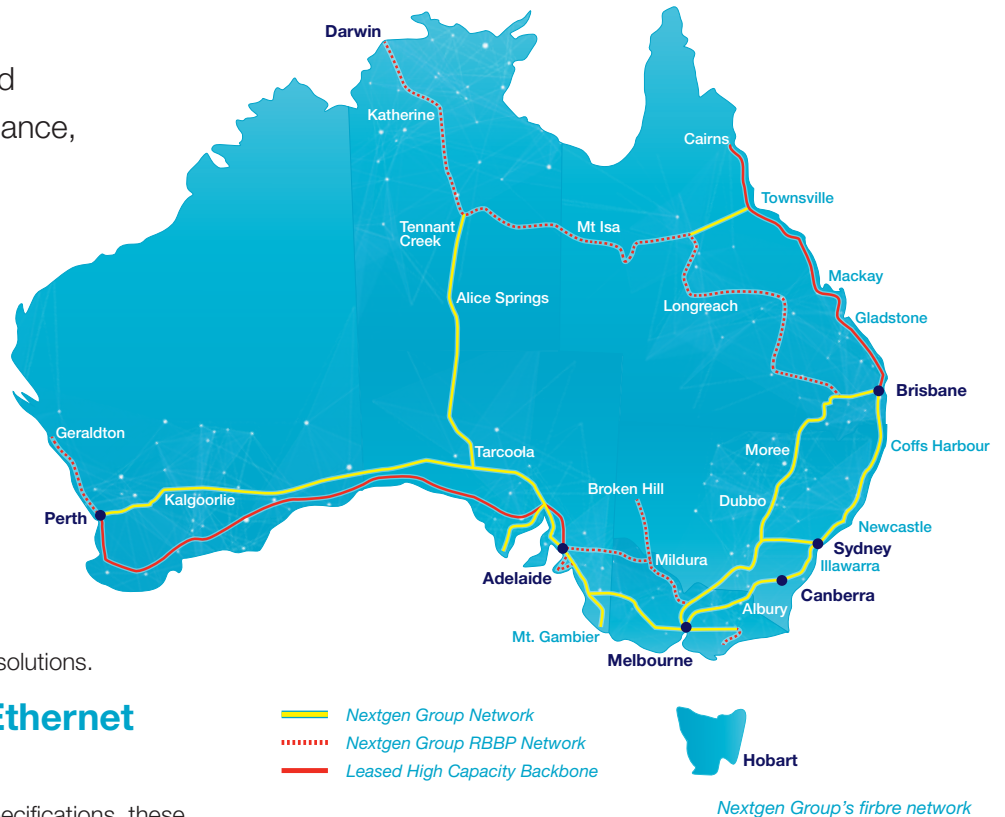 Darwin
d
ance,
Katherine
Cairns
Townsville
Tennant
Creek
Mt Isa
Mackay
Alice Springs
Longreach
Gladstone
Brisbane
Geraldton
Tarcoola
Moree
Coffs Harbour
Kalgoorlie
Broken Hill
Dubbo
Perth
Newcastle
Sydney
Illawarra
Adelaide
Mildura
Canberra
Albury
Mt. Gambier
Melbourne
solutions.
Ethernet
Nextgen Group Network
Nextgen Group RBBP Network
Leased High Capacity Backbone
Hobart
ecifications, these
Nextgen Group's firbre network